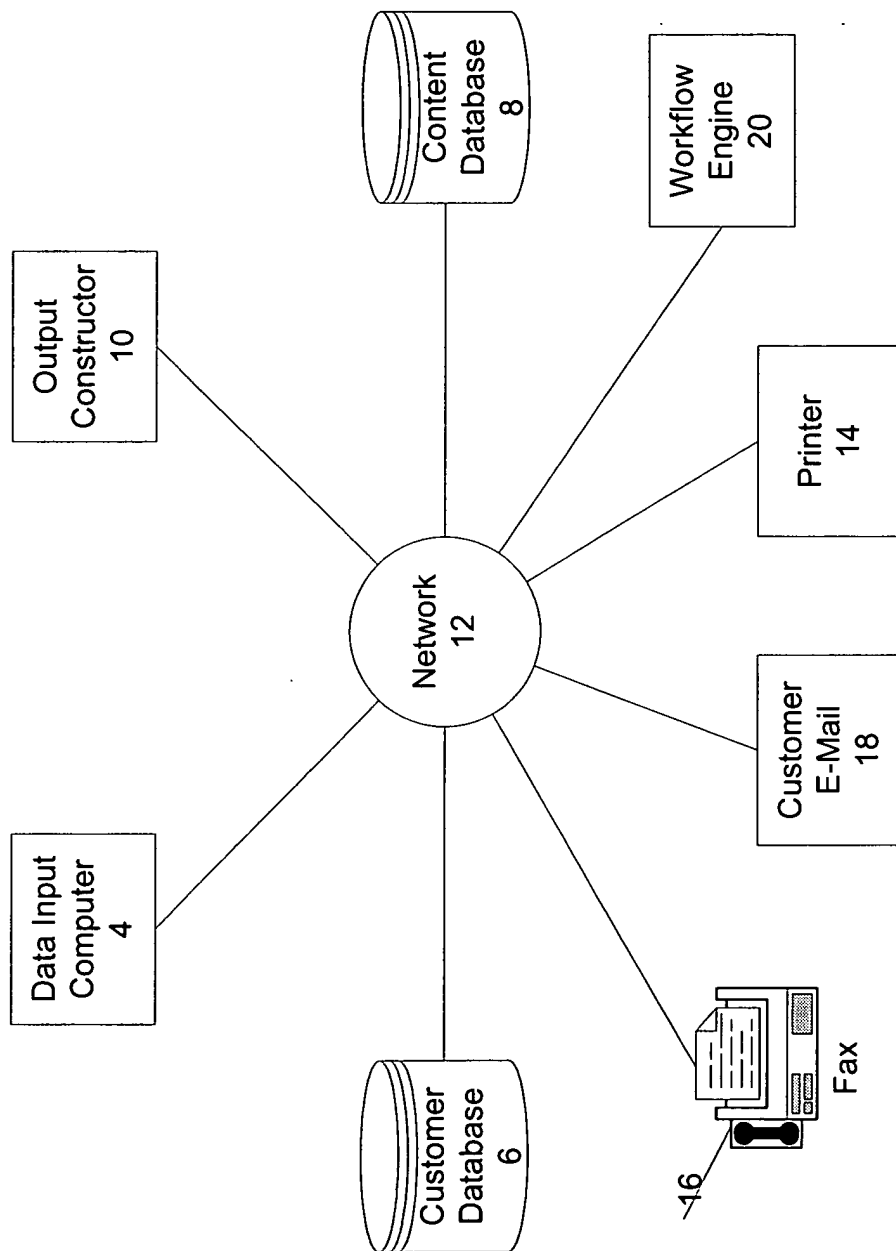 Data Input
Computer
4
Output
Constructor
10
Customer
Database
6
Network
12
Content
Database
8
16
Fax
Customer
E-Mail
18
Printer
14
Workflow
Engine
20